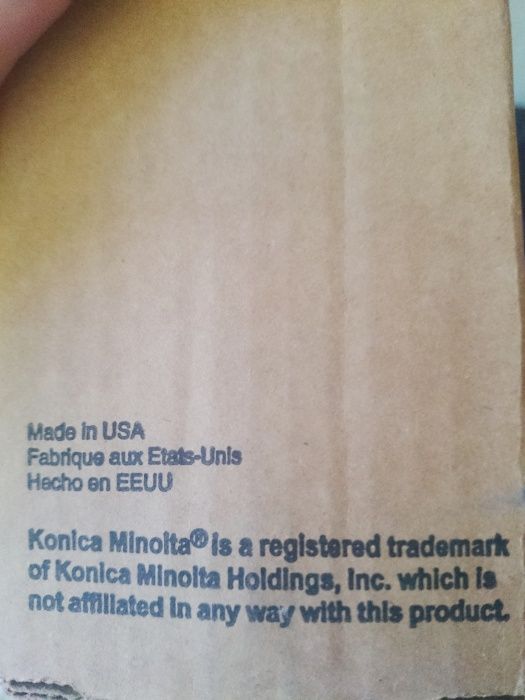 Made in USA
Fabrique aux Etats-Unis
Hecho en EEUU
Konica Minolta® is a registered trademark
of Konica Minolta Holdings, Inc. which is
not affiliated in any way with this product.